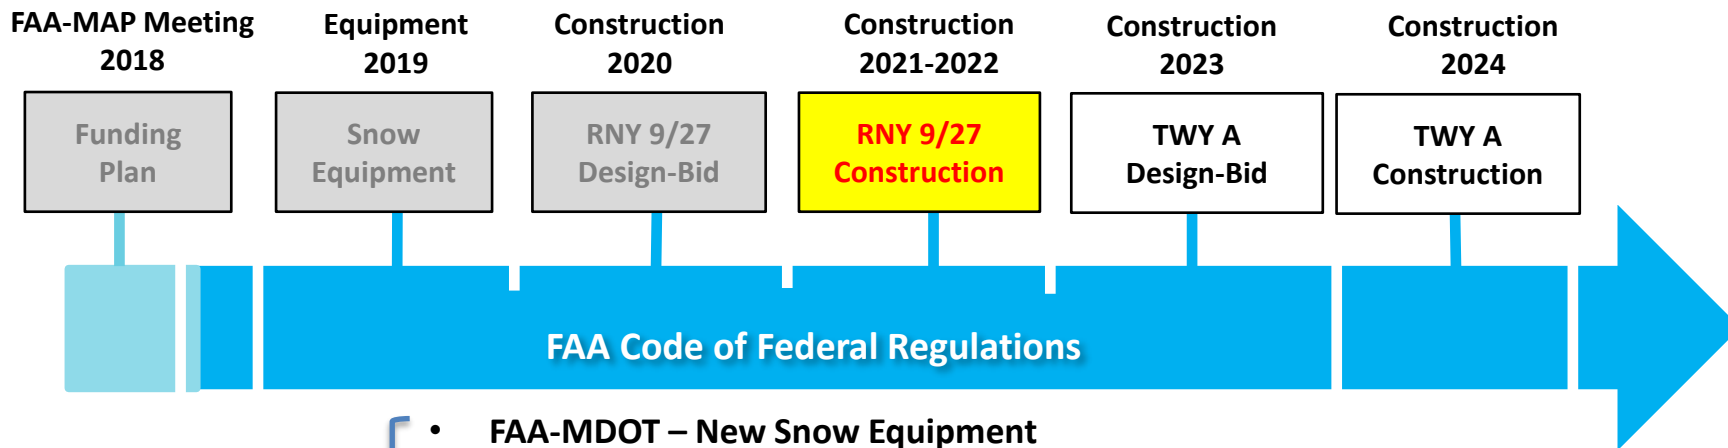 FAA-MAP Meeting
2018
Equipment
2019
Construction
2020
Construction
2021-2022
Construction
2023
Construction
2024
Funding
Plan
Snow
Equipment
RNY 9/27
Design-Bid
RNY 9/27
Construction
TWY A
Design-Bid
TWY A
Construction
FAA Code of Federal Regulations
• FAA-MDOT – New Snow Equipment